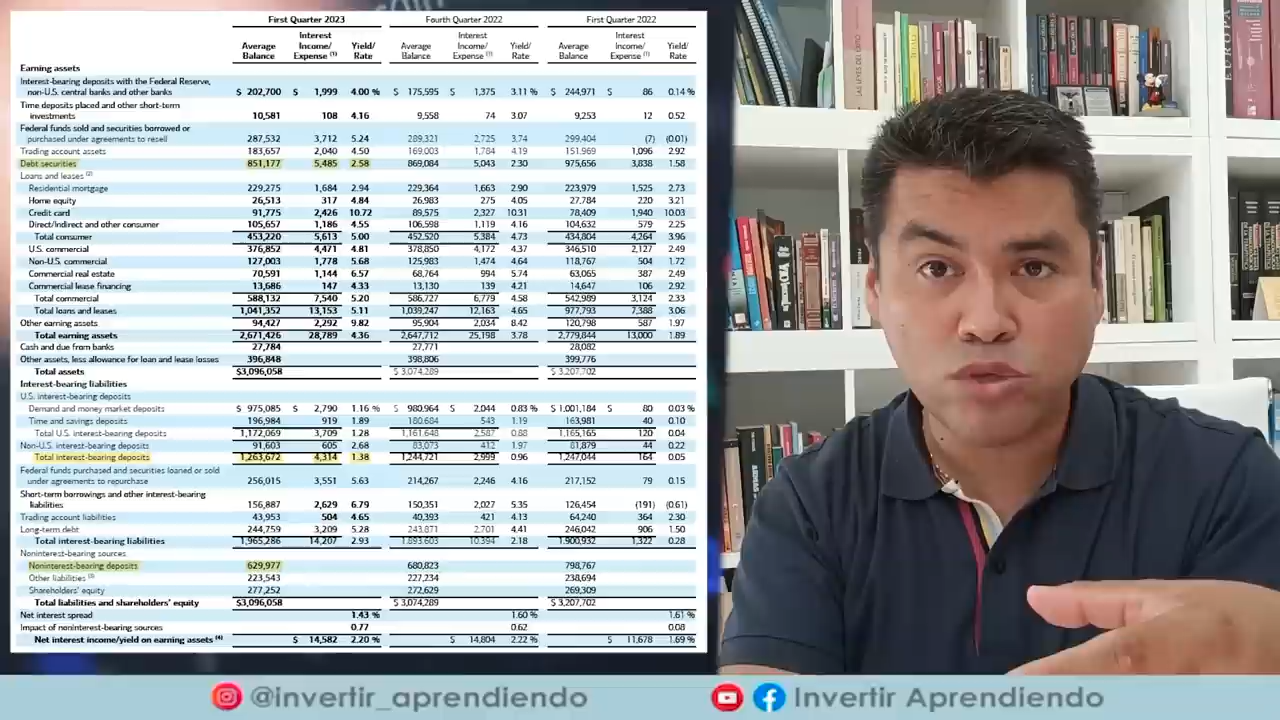 First Quarter 2023 Fourth Quarter 2022 First Quarter 2022
Average Balance Interest Income/ Expense (1) Yield/ Rate Average Balance Interest Income/ Expense (1) Yield/ Rate Average Balance Interest Income/ Expense (1) Yield/ Rate
Earning assets
Interest-bearing deposits with the Federal Reserve,
non-U.S. central banks and other banks $ 202,700 $ 1,999 4.00 % $ 175,595 $ 1,375 3.11 % $ 244,971 $ 86 0.14 %
Time deposits placed and other short-term
investments 10,581 108 4.16 9,558 74 3.07 9,253 12 0.52
Federal funds sold and securities borrowed or
purchased under agreements to resell 287,532 3,712 5.24 289,321 2,725 3.74 299,404 (7) (0.01)
Trading account assets 183,657 2,040 4.50 169,003 1,784 4.19 151,969 1,096 2.92
Debt securities 851,177 5,485 2.58 869,084 5,043 2.30 975,656 3,838 1.58
Loans and leases (2)
Residential mortgage 229,275 1,684 2.94 229,364 1,663 2.90 223,979 1,525 2.73
Home equity 26,513 317 4.84 26,983 275 4.05 27,784 220 3.21
Credit card 91,775 2,426 10.72 89,575 2,327 10.31 78,409 1,940 10.03
Direct/Indirect and other consumer 105,657 1,186 4.55 106,598 1,119 4.16 104,632 579 2.25
Total consumer 453,220 5,613 5.00 452,520 5,384 4.73 434,804 4,264 3.96
U.S. commercial 376,852 4,471 4.81 378,850 4,172 4.37 346,510 2,127 2.49
Non-U.S. commercial 127,003 1,778 5.68 125,983 1,474 4.64 118,767 504 1.72
Commercial real estate 70,591 1,144 6.57 68,764 994 5.74 63,065 387 2.49
Commercial lease financing 13,686 147 4.33 13,130 139 4.21 14,647 106 2.92
Total commercial 588,132 7,540 5.20 586,727 6,779 4.58 542,989 3,124 2.33
Total loans and leases 1,041,352 13,153 5.11 1,039,247 12,163 4.65 977,793 7,388 3.06
Other earning assets 94,427 2,292 9.82 95,904 2,034 8.42 120,798 587 1.97
Total earning assets 2,671,426 28,789 4.36 2,647,712 25,198 3.78 2,779,844 13,000 1.89
Cash and due from banks 27,784 27,771 28,082
Other assets, less allowance for loan and lease losses 396,848 398,806 399,776
Total assets $3,096,058 $ 3,074,289 $ 3,207,702
Interest-bearing liabilities
U.S. interest-bearing deposits
Demand and money market deposits $ 975,085 $ 2,790 1.16 % $ 980,964 $ 2,044 0.83 % $ 1,001,184 $ 80 0.03 %
Time and savings deposits 196,984 919 1.89 180,684 543 1.19 163,981 40 0.10
Total U.S. interest-bearing deposits 1,172,069 3,709 1.28 1,161,648 2,587 0.88 1,165,165 120 0.04
Non-U.S. interest-bearing deposits 91,603 605 2.68 83,073 412 1.97 81,879 44 0.22
Total interest-bearing deposits 1,263,672 4,314 1.38 1,244,721 2,999 0.96 1,247,044 164 0.05
Federal funds purchased and securities loaned or sold
under agreements to repurchase 256,015 3,551 5.63 214,267 2,246 4.16 217,152 79 0.15
Short-term borrowings and other interest-bearing
liabilities 156,887 2,629 6.79 150,351 2,027 5.35 126,454 (191) (0.61)
Trading account liabilities 43,953 504 4.65 40,393 421 4.13 64,240 364 2.30
Long-term debt 244,759 3,209 5.28 243,871 2,701 4.41 246,042 906 1.50
Total interest-bearing liabilities 1,965,286 14,207 2.93 1,893,603 10,394 2.18 1,900,932 1,322 0.28
Noninterest-bearing sources
Noninterest-bearing deposits 629,977 680,823 798,767
Other liabilities (3) 223,543 227,234 238,694
Shareholders' equity 277,252 272,629 269,309
Total liabilities and shareholders' equity $3,096,058 $ 3,074,289 $ 3,207,702
Net interest spread 1.43 % 1.60 % 1.61 %
Impact of noninterest-bearing sources 0.77 0.62 0.08
Net interest income/yield on earning assets (4) $ 14,582 2.20 % $ 14,804 2.22 % $ 11,678 1.69 %
LAS LEYES DEL ÉXITO
EUROPA
@invertir_aprendiendo
Invertir Aprendiendo